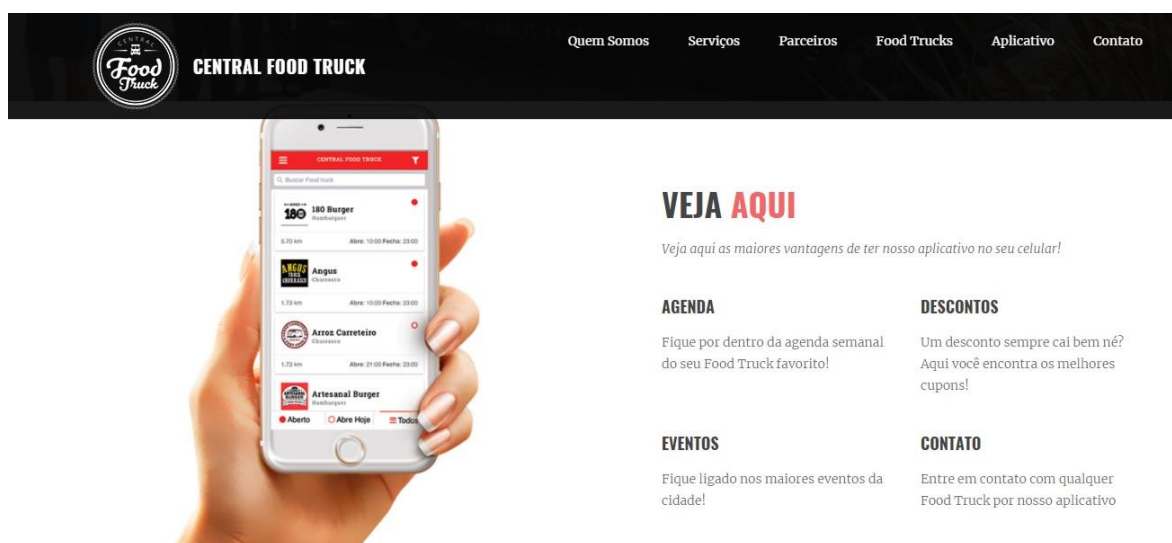 CENTRAL
Food
Truck
CENTRAL FOOD TRUCK
Quem Somos
Serviços
Parceiros
Food Trucks
Aplicativo
Contato
CENTRAL FOOD TRUCK
Buscar Food truck
180
180 Burger
Hamburguer
5.70 km
Abre: 10:00 Fecha: 23:00
ANGUS
Angus
Churrasco
1.73 km
Abre: 10:00 Fecha: 23:00
Arroz Carreteiro
Churrasco
1.73 km
Abre: 21:00 Fecha: 23:00
Artesanal Burger
Hamburguer
Aberto
Abre Hoje
Todos
VEJA AQUI
Veja aqui as maiores vantagens de ter nosso aplicativo no seu celular!
AGENDA
Fique por dentro da agenda semanal
do seu Food Truck favorito!
DESCONTOS
Um desconto sempre cai bem né?
Aqui você encontra os melhores
cupons!
EVENTOS
Fique ligado nos maiores eventos da
cidade!
CONTATO
Entre em contato com qualquer
Food Truck por nosso aplicativo